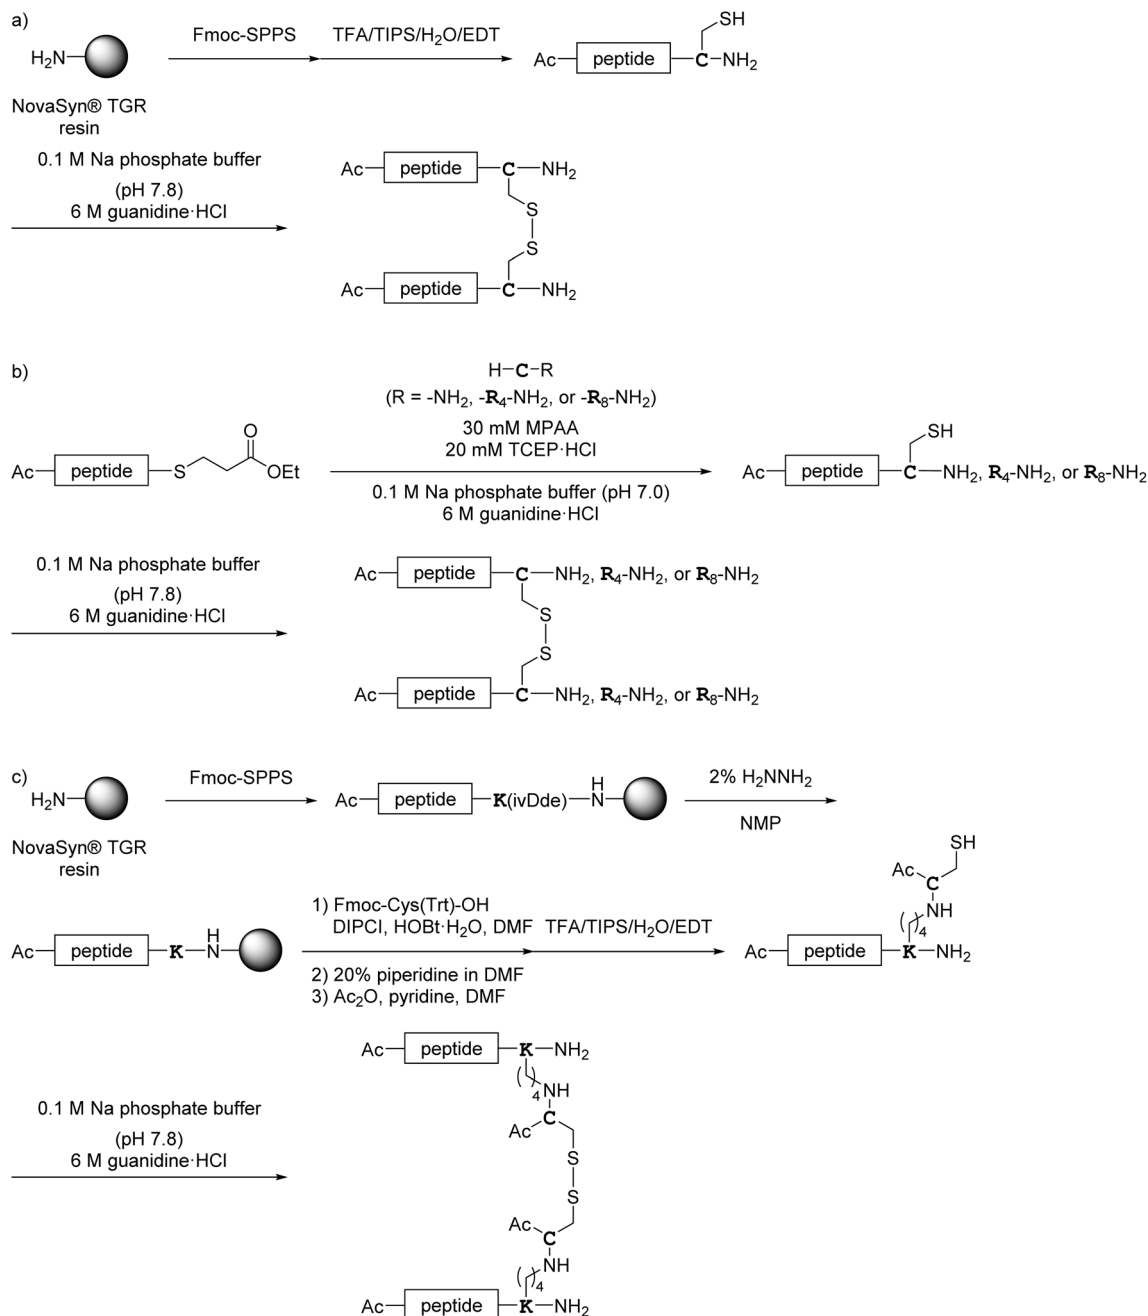 a)
H₂N
Fmoc-SPPS
TFA/TIPS/H₂O/EDT
SH
Ac
peptide
C
NH₂
NovaSyn® TGR
resin
0.1 M Na phosphate buffer
(pH 7.8)
6 M guanidine·HCl
Ac
peptide
C
NH₂
S
S
Ac
peptide
C
NH₂
b)
H–C–R
(R = -NH₂, -R₄-NH₂, or -R₈-NH₂)
30 mM MPAA
20 mM TCEP·HCl
0.1 M Na phosphate buffer (pH 7.0)
6 M guanidine·HCl
Ac
peptide
S
O
OEt
SH
Ac
peptide
C
NH₂, R₄-NH₂, or R₈-NH₂
0.1 M Na phosphate buffer
(pH 7.8)
6 M guanidine·HCl
Ac
peptide
C
NH₂, R₄-NH₂, or R₈-NH₂
S
S
Ac
peptide
C
NH₂, R₄-NH₂, or R₈-NH₂
c)
H₂N
Fmoc-SPPS
Ac
peptide
K(ivDde)
H
N
2% H₂NNH₂
NMP
NovaSyn® TGR
resin
Ac
peptide
K
H
N
1) Fmoc-Cys(Trt)-OH
DIPCI, HOBt·H₂O, DMF
2) 20% piperidine in DMF
3) Ac₂O, pyridine, DMF
TFA/TIPS/H₂O/EDT
SH
Ac
C
NH
( )₄
Ac
peptide
K
NH₂
0.1 M Na phosphate buffer
(pH 7.8)
6 M guanidine·HCl
Ac
peptide
K
NH₂
( )₄
NH
C
Ac
S
S
Ac
C
NH
( )₄
Ac
peptide
K
NH₂